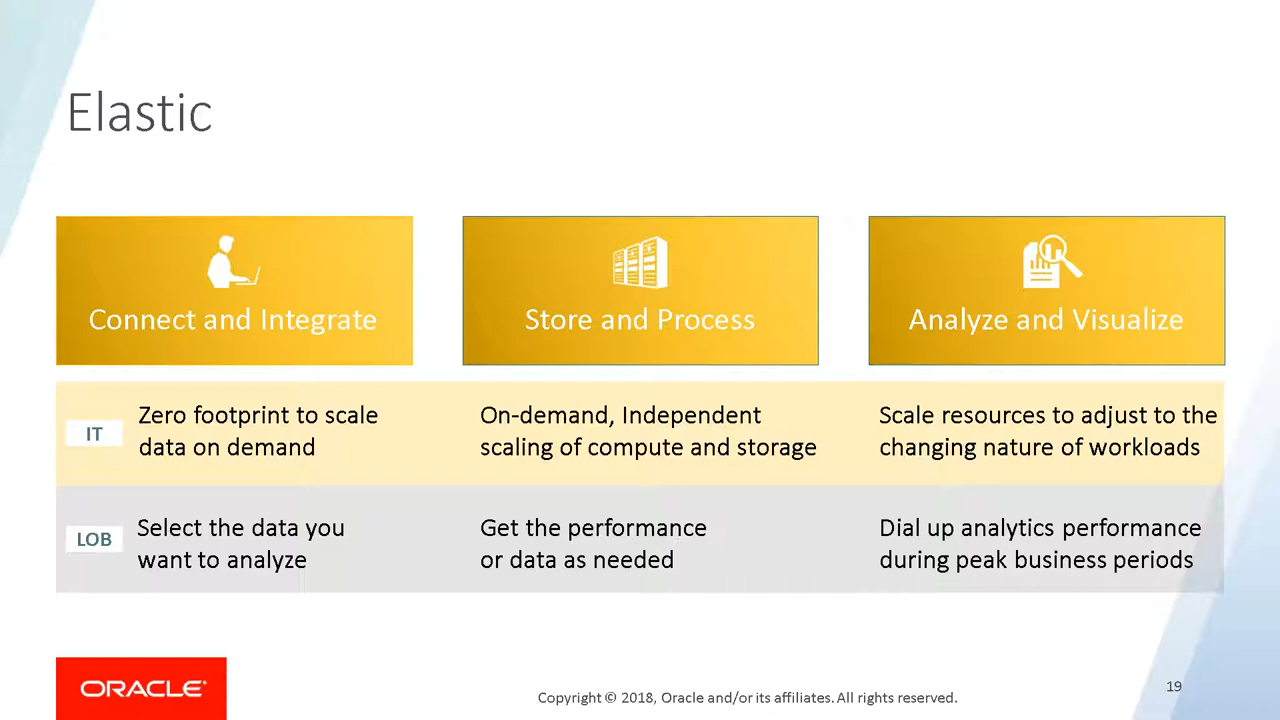 Elastic
Connect and Integrate
Store and Process
Analyze and Visualize
IT
Zero footprint to scale
data on demand
On-demand, Independent
scaling of compute and storage
Scale resources to adjust to the
changing nature of workloads
LOB
Select the data you
want to analyze
Get the performance
or data as needed
Dial up analytics performance
during peak business periods
ORACLE
Copyright © 2018, Oracle and/or its affiliates. All rights reserved.
19